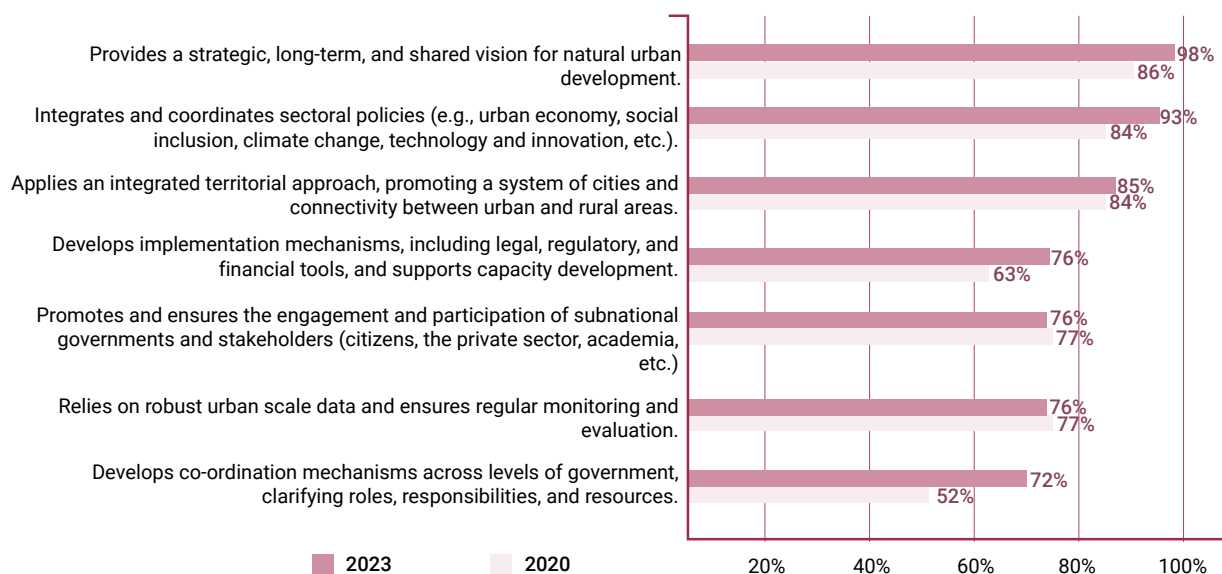 Provides a strategic, long-term, and shared vision for natural urban
development.
98%
86%
Integrates and coordinates sectoral policies (e.g., urban economy, social
inclusion, climate change, technology and innovation, etc.).
93%
84%
Applies an integrated territorial approach, promoting a system of cities and
connectivity between urban and rural areas.
85%
84%
Develops implementation mechanisms, including legal, regulatory, and
financial tools, and supports capacity development.
76%
63%
Promotes and ensures the engagement and participation of subnational
governments and stakeholders (citizens, the private sector, academia,
etc.)
76%
77%
Relies on robust urban scale data and ensures regular monitoring and
evaluation.
76%
77%
Develops co-ordination mechanisms across levels of government,
clarifying roles, responsibilities, and resources.
72%
52%
2023 2020
20% 40% 60% 80% 100%